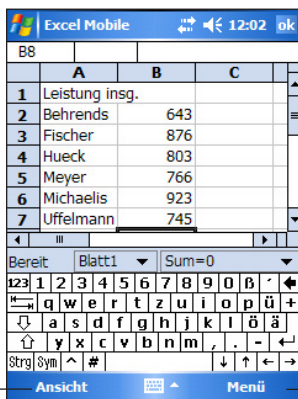 Excel Mobile 12:02 ok
B8
A B C
1 Leistung insg.
2 Behrends 643
3 Fischer 876
4 Hueck 803
5 Meyer 766
6 Michaelis 923
7 Uffelmann 745
Bereit Blatt1 Sum=0
123 1 2 3 4 5 6 7 8 9 0 ß ´
q w e r t z u i o p ü +
a s d f g h j k l ö ä
y x c v b n m , . -
Strg Sym ^ #
Ansicht Menü